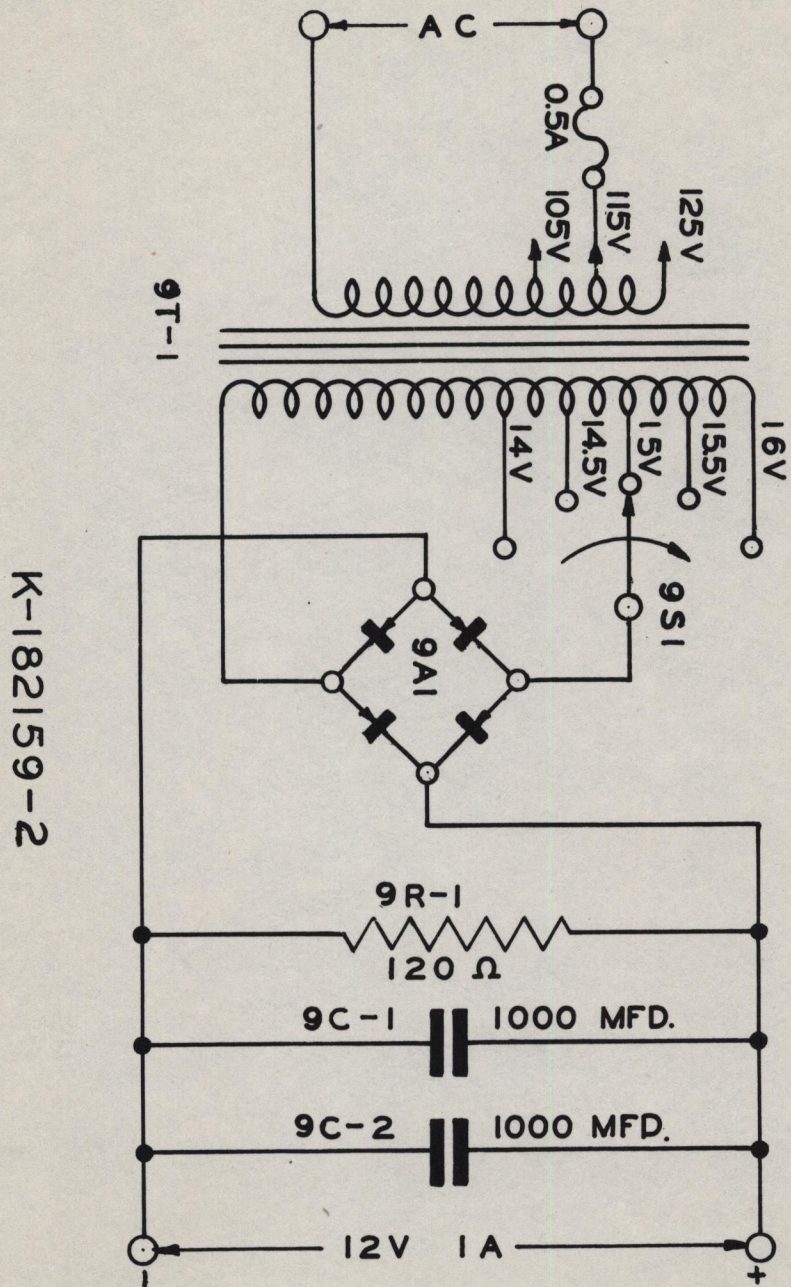 AC
0.5A
125V
115V
105V
9T-1
16V
15.5V
15V
14.5V
14V
9S1
9A1
K-182159-2
9R-1
120 Ω
9C-1 1000 MFD.
9C-2 1000 MFD.
12V 1A
- +